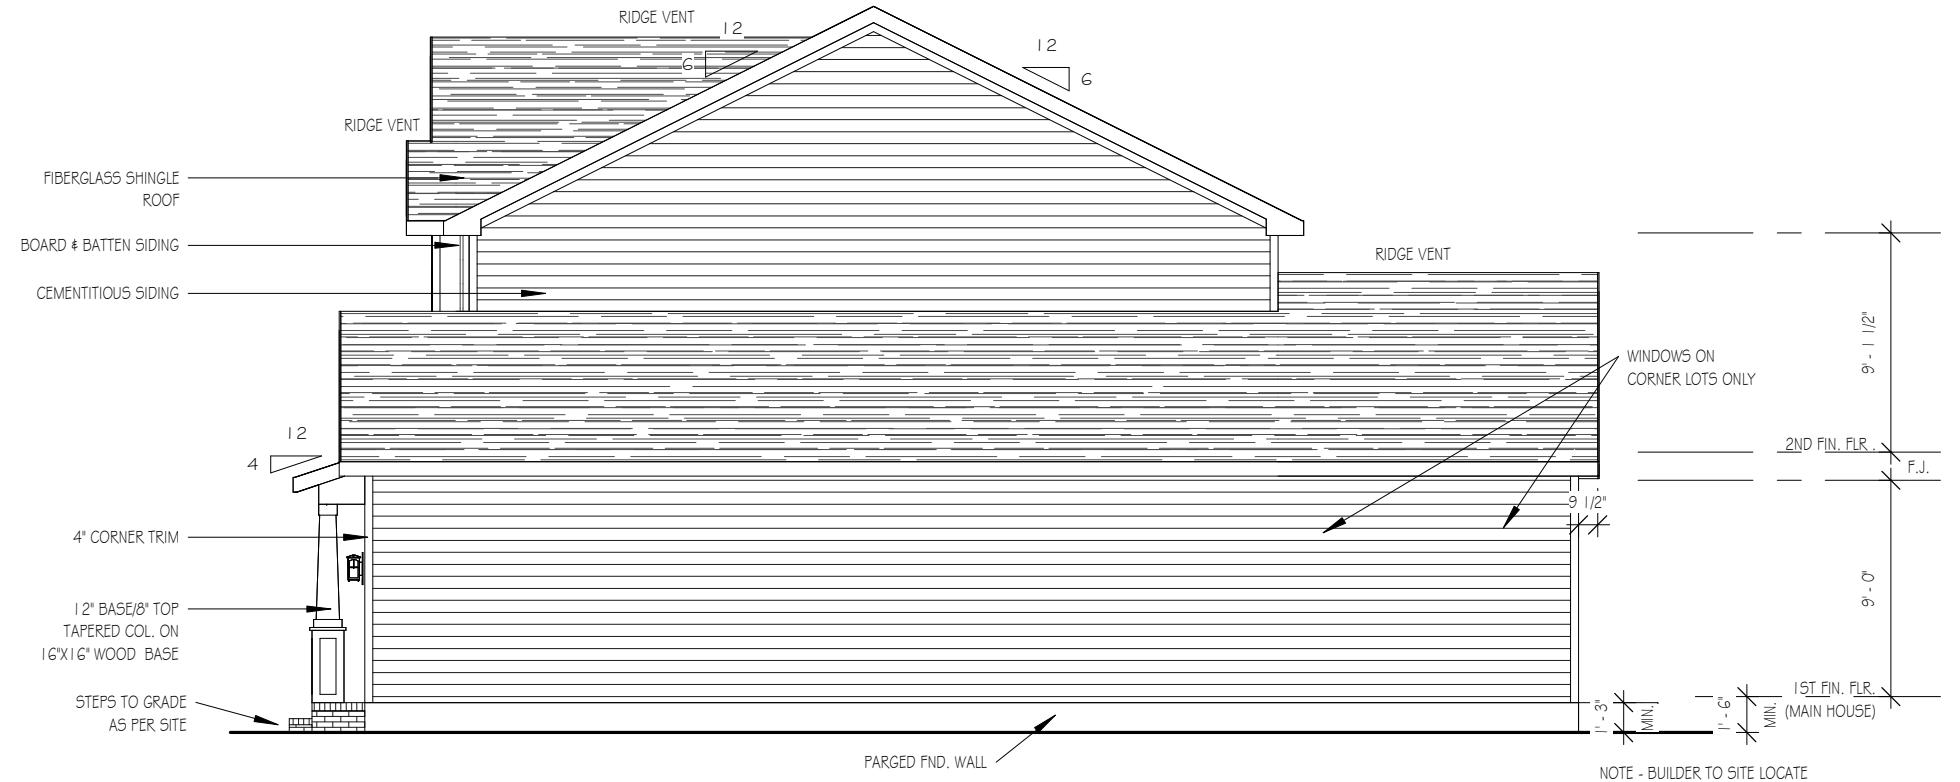 RIDGE VENT
12
6
12
6
RIDGE VENT
FIBERGLASS SHINGLE
ROOF
BOARD & BATTEN SIDING
CEMENTITIOUS SIDING
RIDGE VENT
9' - 1 1/2"
WINDOWS ON
CORNER LOTS ONLY
12
4
2ND FIN. FLR.
F.J.
9 1/2"
4" CORNER TRIM
9' - 0"
12" BASE/8" TOP
TAPERED COL. ON
16"X16" WOOD BASE
STEPS TO GRADE
AS PER SITE
1' - 3"
MIN.
1' - 6"
MIN.
1ST FIN. FLR.
(MAIN HOUSE)
PARGED FND. WALL
NOTE - BUILDER TO SITE LOCATE